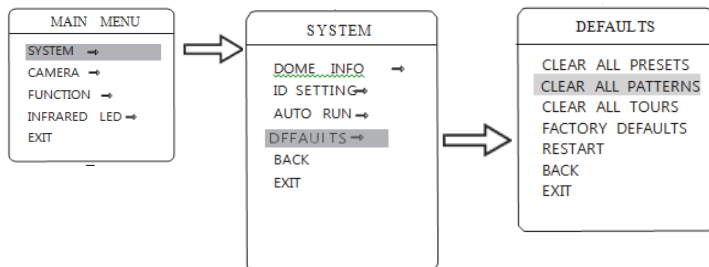 MAIN MENU
SYSTEM ➞
CAMERA ➞
FUNCTION ➞
INFRARED LED ➞
EXIT
SYSTEM
DOME INFO ➞
ID SETTING➞
AUTO RUN ➞
DFFAUITS ➞
BACK
EXIT
DEFAULTS
CLEAR ALL PRESETS
CLEAR ALL PATTERNS
CLEAR ALL TOURS
FACTORY DEFAULTS
RESTART
BACK
EXIT